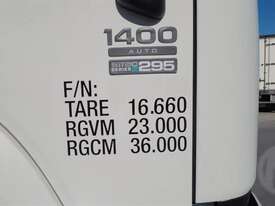 1400
AUTO
SERIES 295
F/N:
TARE 16.660
RGVM 23.000
RGCM 36.000